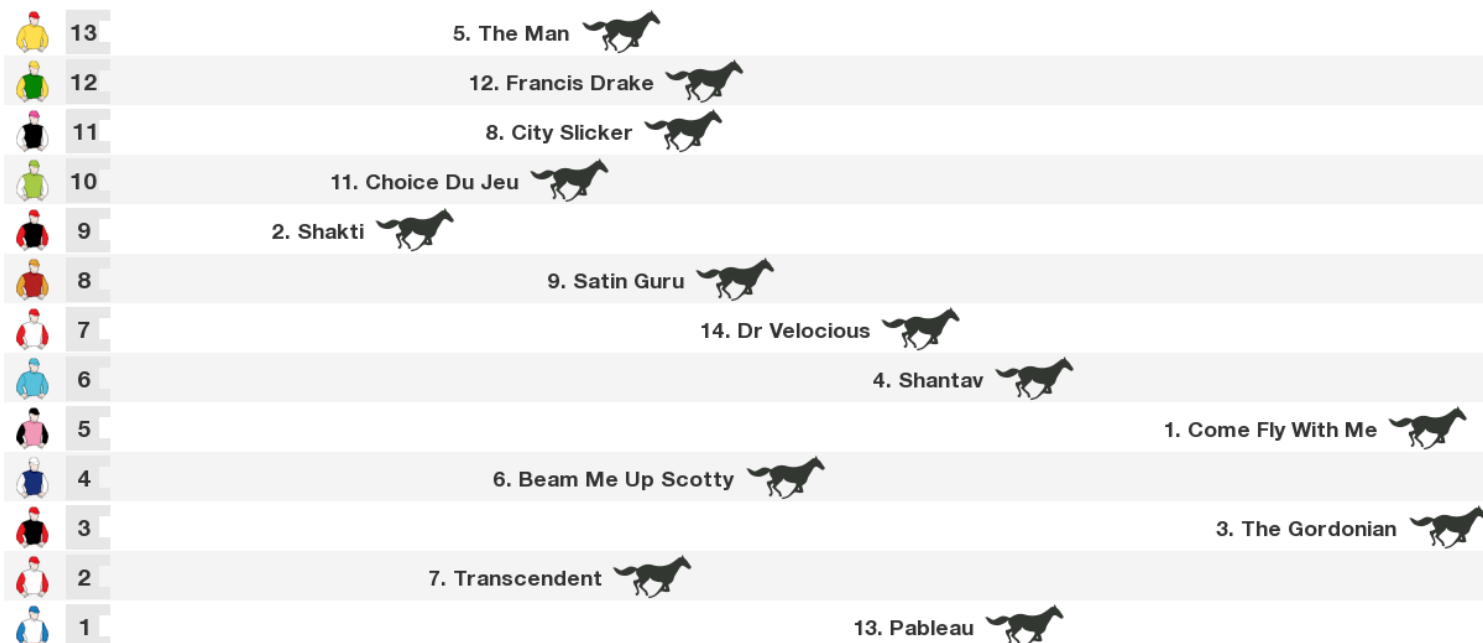 13 5. The Man
12 12. Francis Drake
11 8. City Slicker
10 11. Choice Du Jeu
9 2. Shakti
8 9. Satin Guru
7 14. Dr Velocious
6 4. Shantav
5 1. Come Fly With Me
4 6. Beam Me Up Scotty
3 3. The Gordonian
2 7. Transcendent
1 13. Pableau